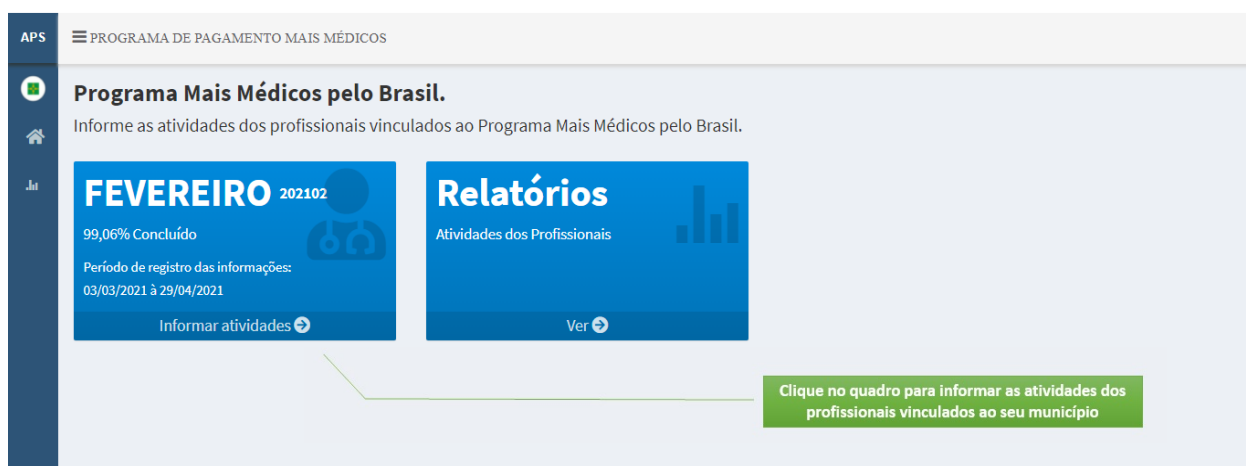 APS
PROGRAMA DE PAGAMENTO MAIS MÉDICOS
Programa Mais Médicos pelo Brasil.
Informe as atividades dos profissionais vinculados ao Programa Mais Médicos pelo Brasil.
FEVEREIRO 202102
99,06% Concluído
Período de registro das informações:
03/03/2021 à 29/04/2021
Informar atividades
Relatórios
Atividades dos Profissionais
Ver
Clique no quadro para informar as atividades dos
profissionais vinculados ao seu município